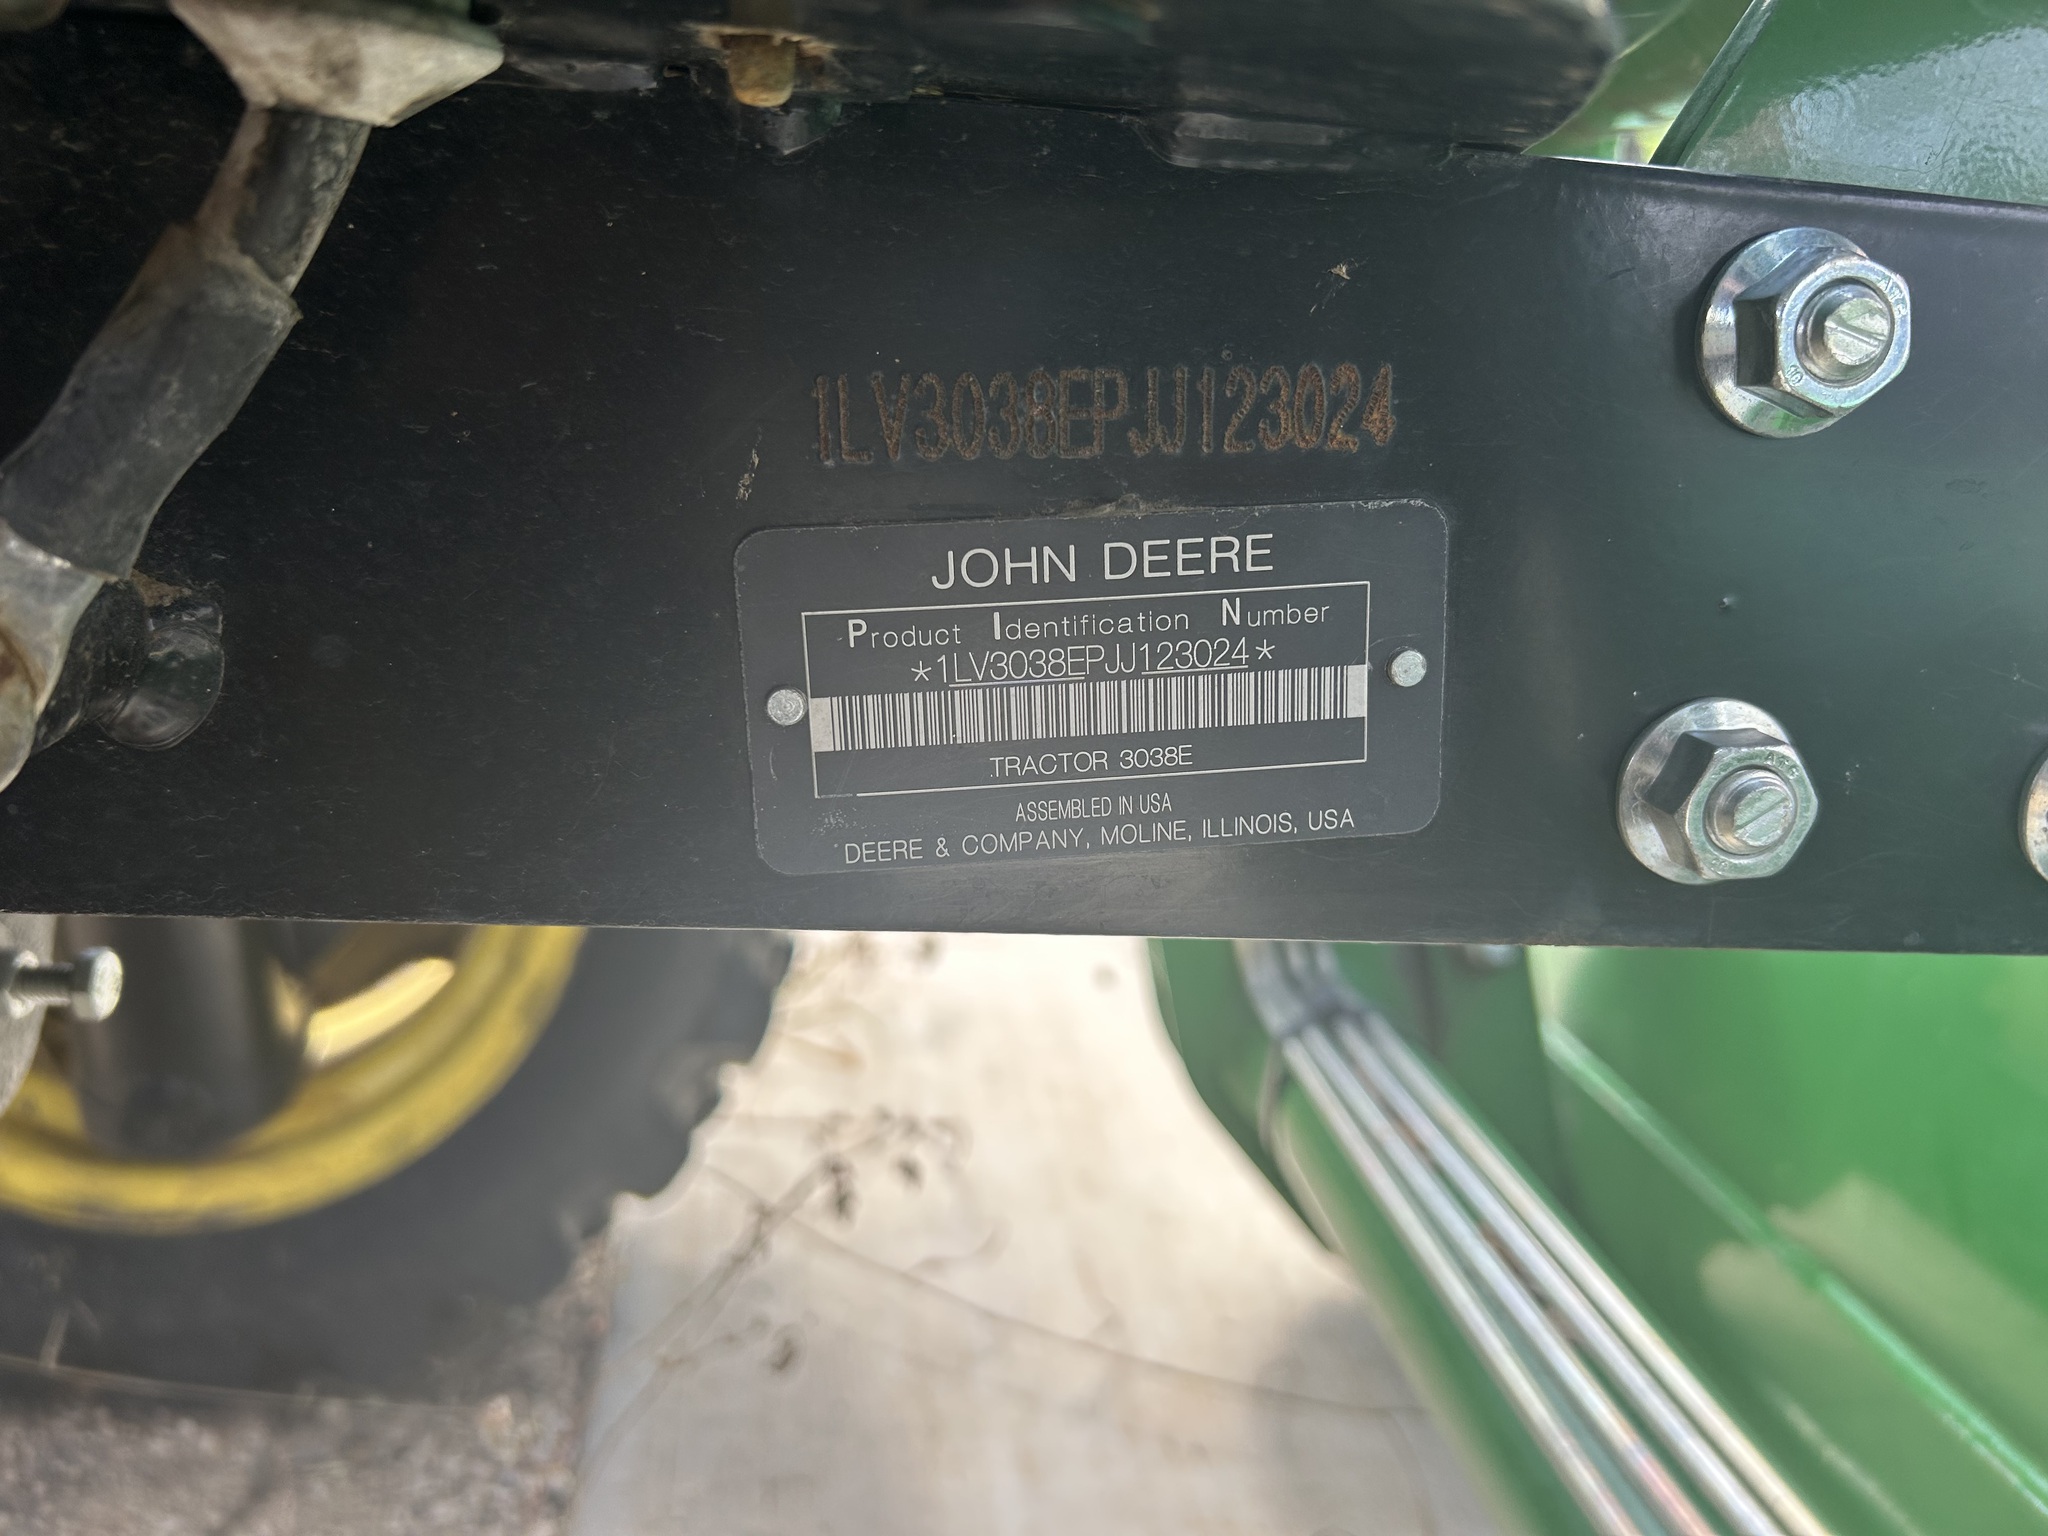 1LV3038EPJJ123024
JOHN DEERE
Product Identification Number
*1LV3038EPJJ123024*
TRACTOR 3038E
ASSEMBLED IN USA
DEERE & COMPANY, MOLINE, ILLINOIS, USA